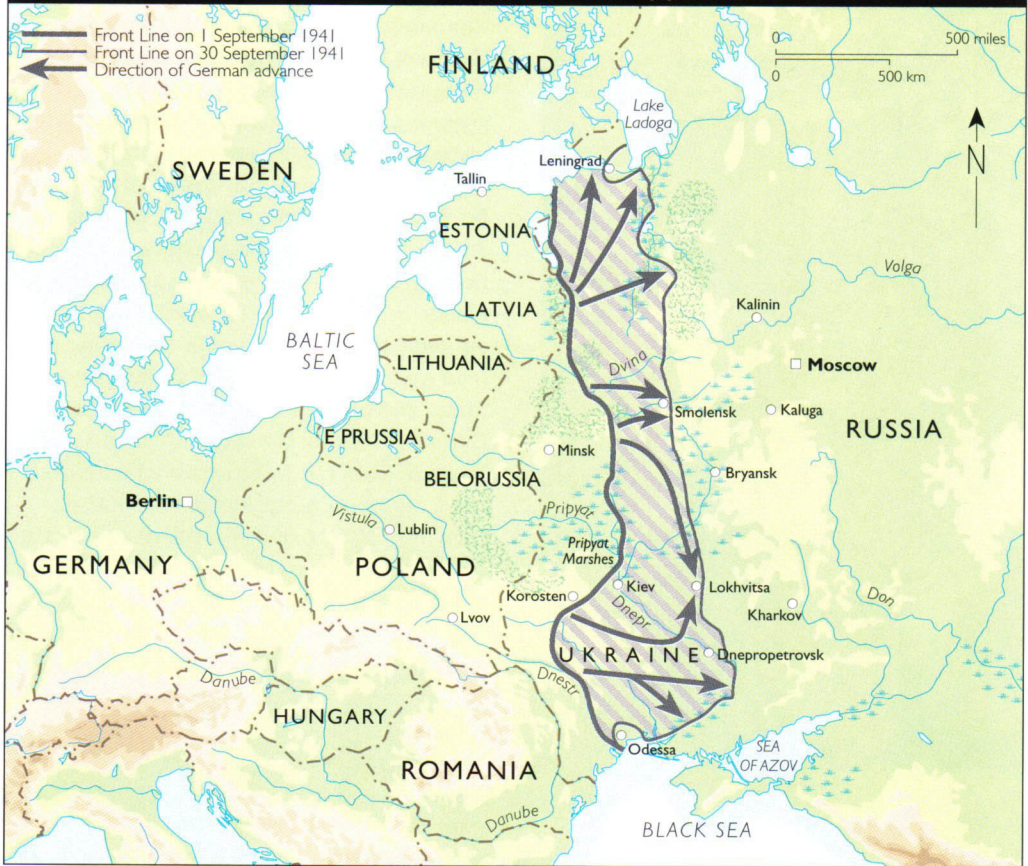 Front Line on 1 September 1941
Front Line on 30 September 1941
Direction of German advance
0 500 miles
0 500 km
N
FINLAND
Lake
Ladoga
SWEDEN
Leningrad
Tallin
ESTONIA
Volga
LATVIA
Kalinin
BALTIC
SEA
LITHUANIA
Dvina
Moscow
Smolensk
Kaluga
E PRUSSIA
RUSSIA
Minsk
BELORUSSIA
Bryansk
Berlin
Vistula
Lublin
Pripyat
Pripyat
Marshes
GERMANY
POLAND
Korosten
Kiev
Lokhvitsa
Don
Dnepr
Kharkov
Lvov
UKRAINE
Dnepropetrovsk
Danube
Dnestr
HUNGARY
Odessa
SEA
OF AZOV
ROMANIA
Danube
BLACK SEA